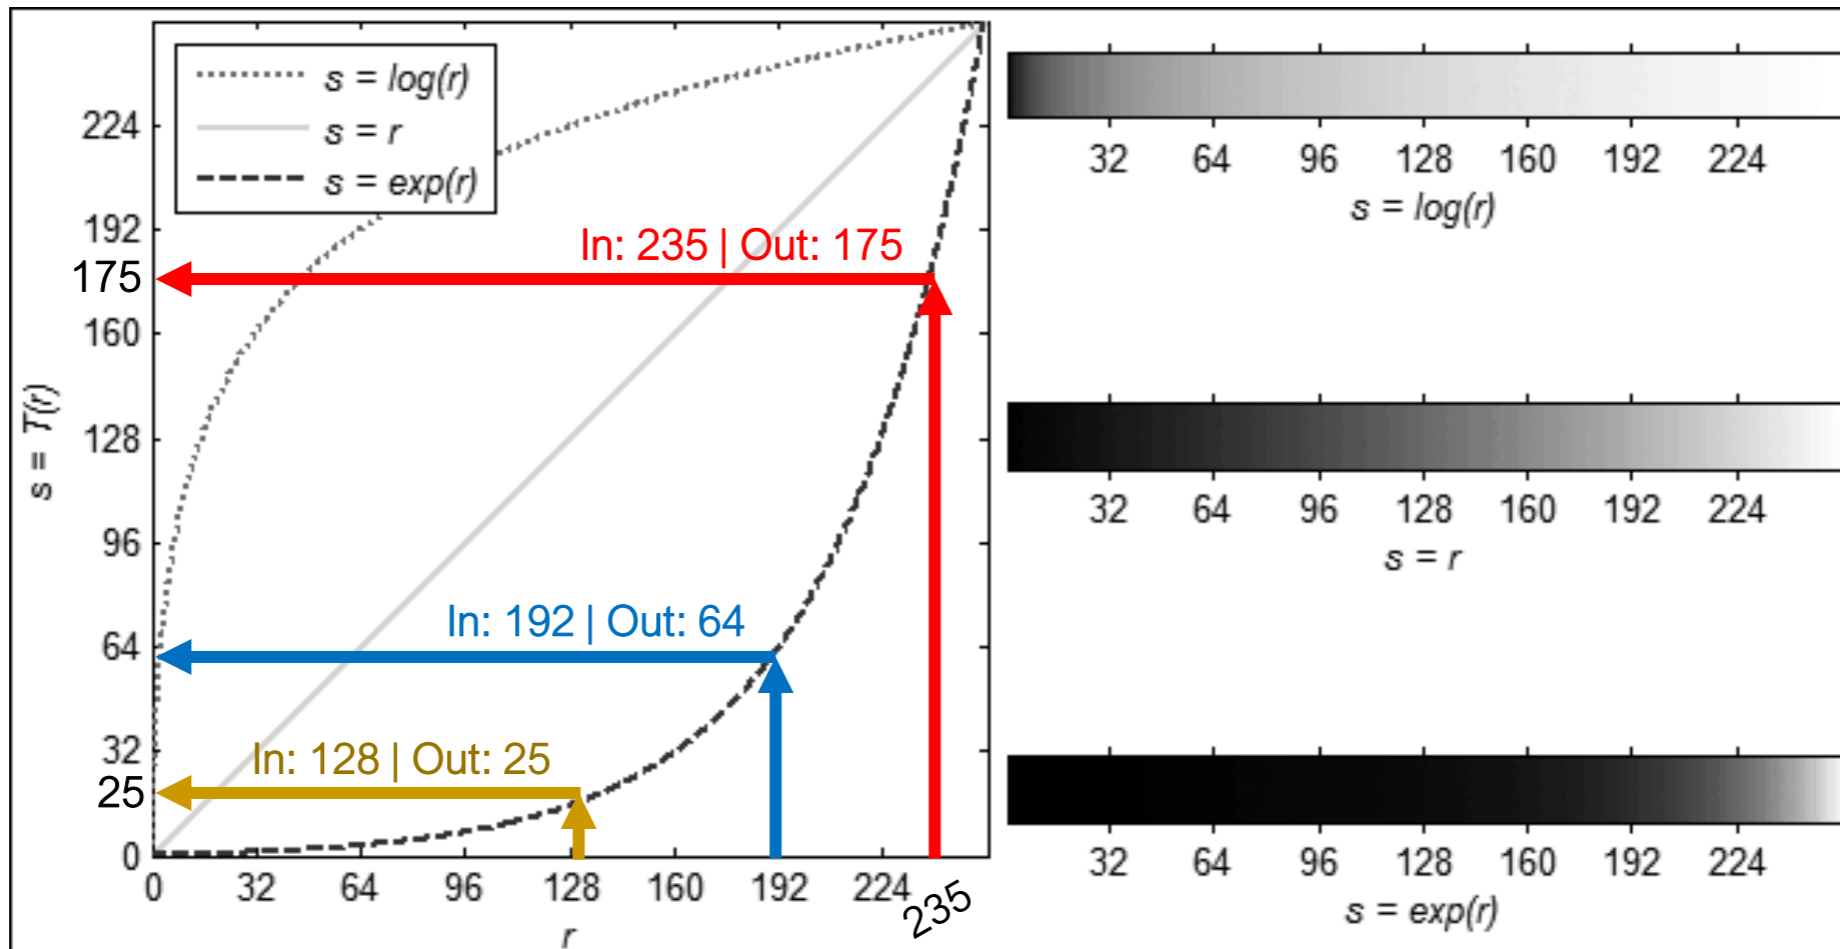 s = log(r)
s = r
s = exp(r)
224
192
175
160
128
96
64
32
25
0
s = T(r)
In: 235 | Out: 175
In: 192 | Out: 64
In: 128 | Out: 25
0 32 64 96 128 160 192 224 235
r
32 64 96 128 160 192 224
s = log(r)
32 64 96 128 160 192 224
s = r
32 64 96 128 160 192 224
s = exp(r)